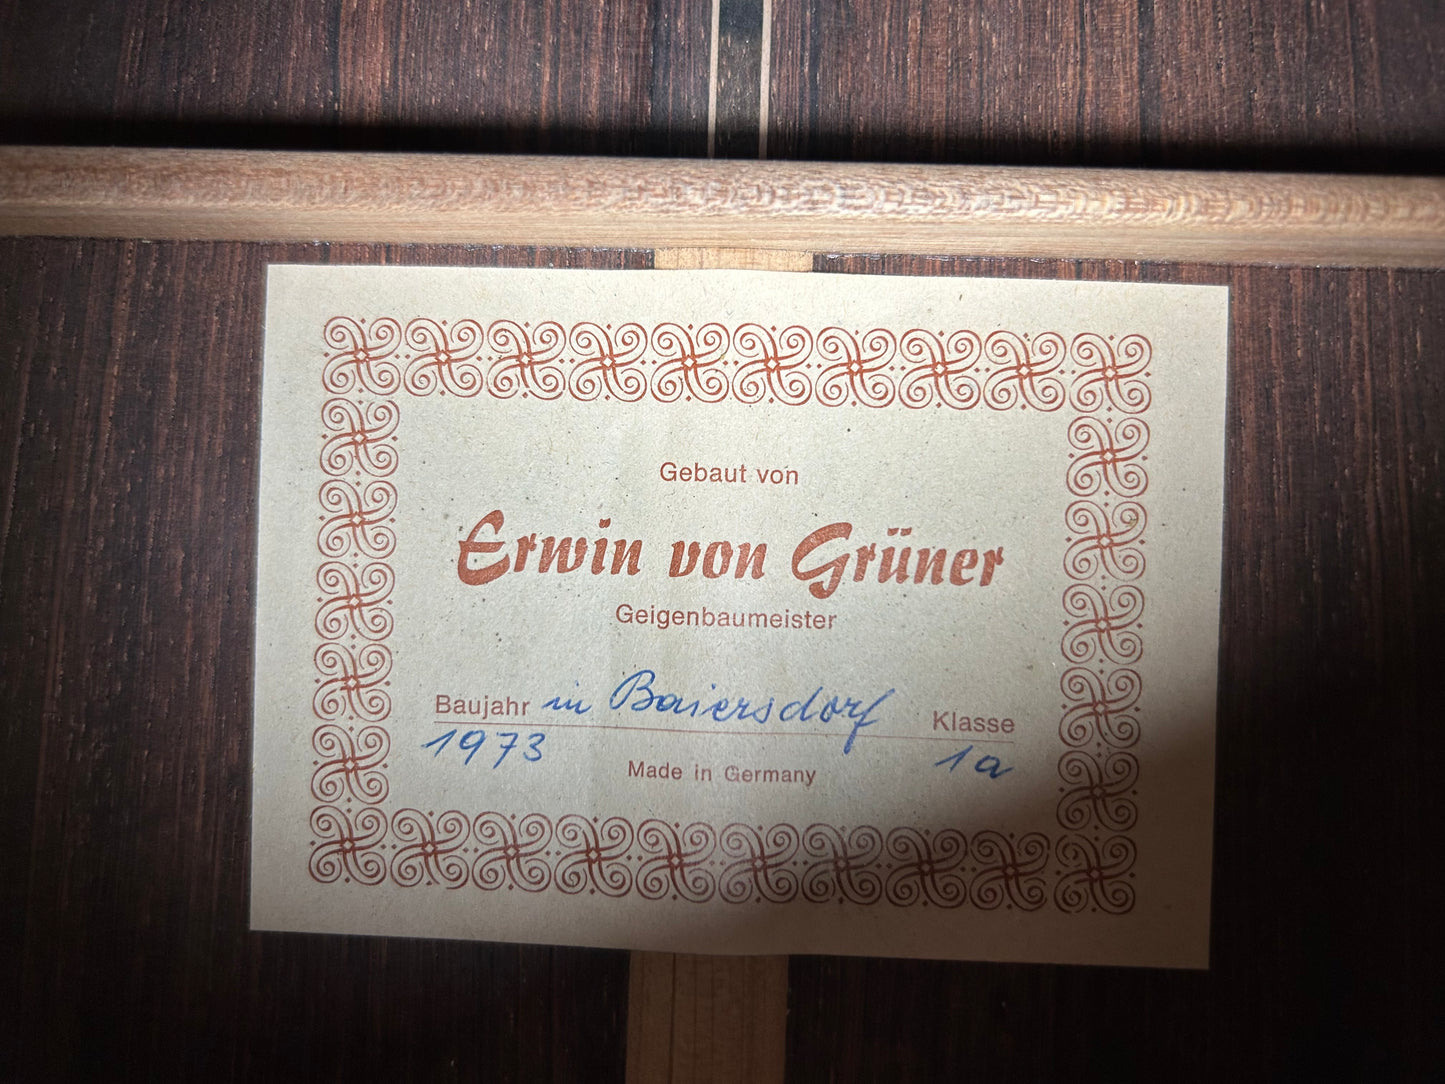 Gebaut von
Erwin von Grüner
Geigenbaumeister
Baujahr in Baiersdorf Klasse
1973 1a
Made in Germany